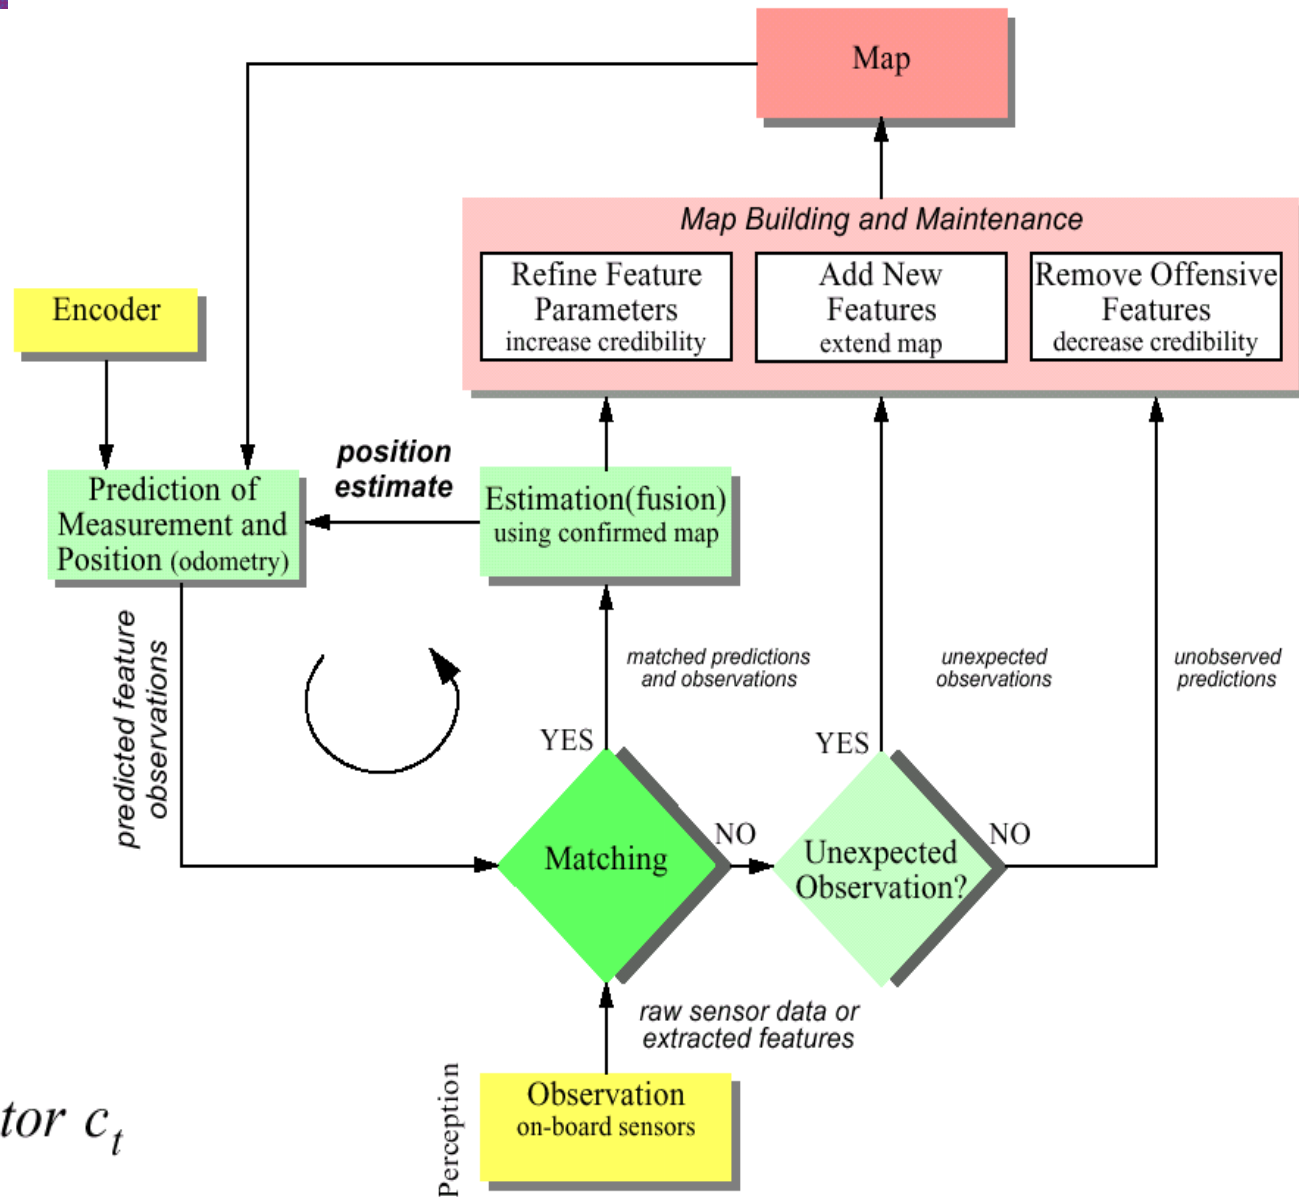 Map
Map Building and Maintenance
Refine Feature
Parameters
increase credibility
Add New
Features
extend map
Remove Offensive
Features
decrease credibility
Encoder
position
estimate
Prediction of
Measurement and
Position (odometry)
Estimation(fusion)
using confirmed map
predicted feature
observations
matched predictions
and observations
unexpected
observations
unobserved
predictions
YES
YES
NO
NO
Matching
Unexpected
Observation?
raw sensor data or
extracted features
Perception
Observation
on-board sensors
tor c_t